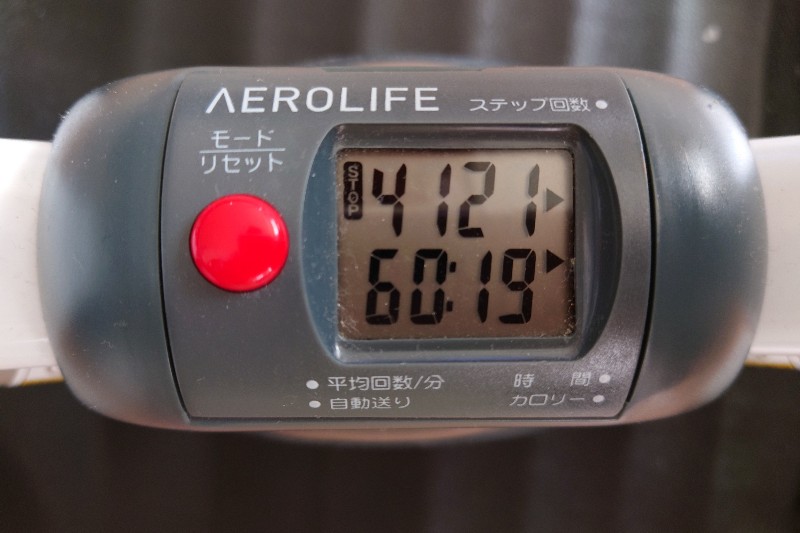 AEROLIFE ステップ回数
モード
リセット
STOP 4121
60:19
平均回数/分 時間
自動送り カロリー